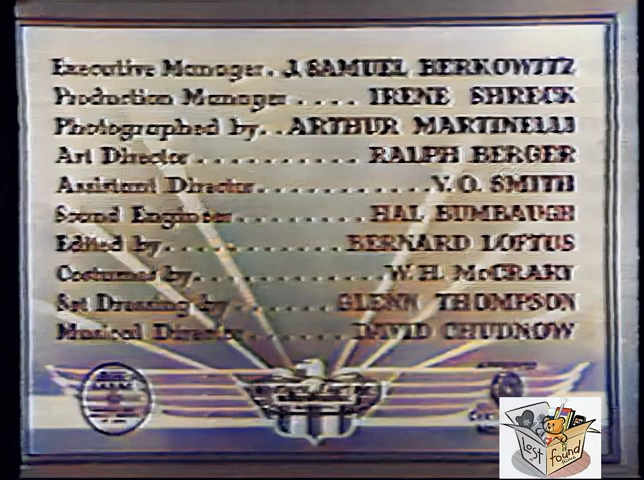 Executive Manager. J. SAMUEL BERKOWITZ
Production Manager .... IRENE SHRECK
Photographed by.. ARTHUR MARTINELLI
Art Director .......... RALPH BERGER
Assistant Director...........V. O. SMITH
Sound Engineer.........HAL BUMBAUGH
Edited by...........BERNARD LOFTUS
Costumes by............W. H. McCRARY
Set Dressing by ......GLENN THOMPSON
Musical Director .......DAVID CHUDNOW
Lost found